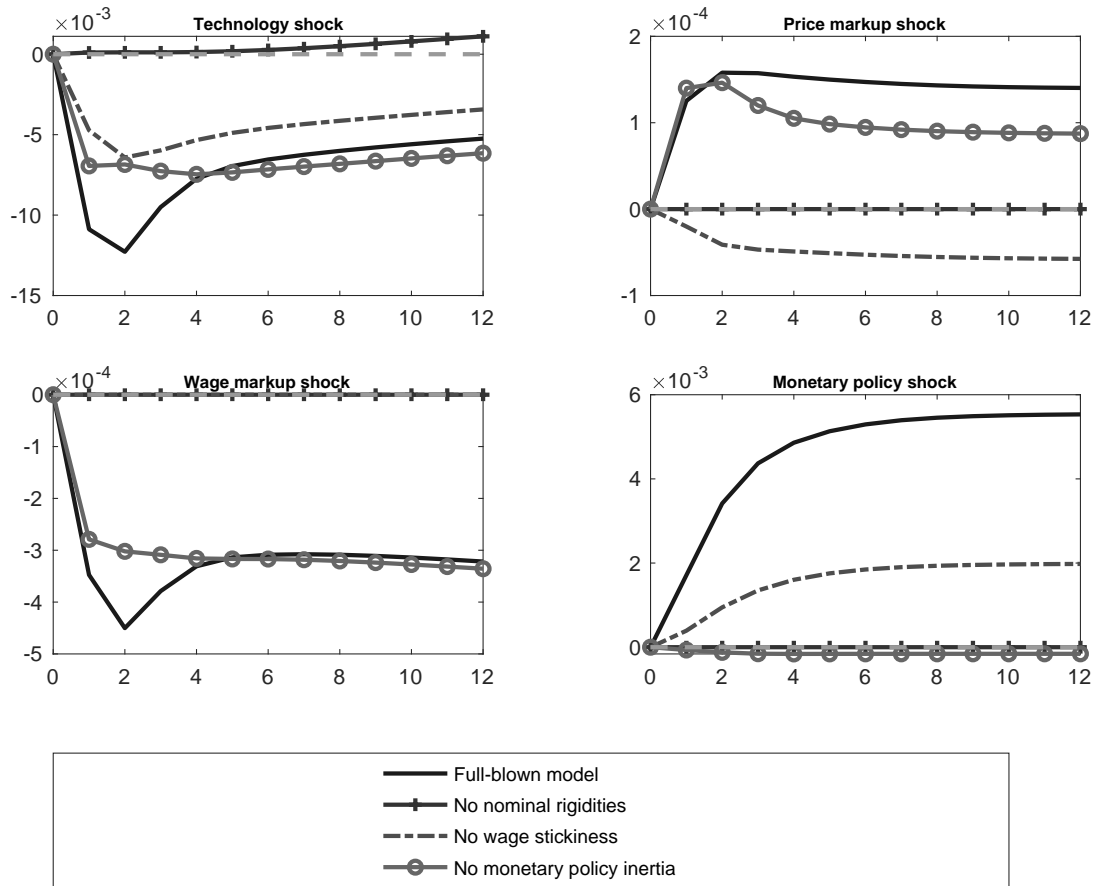 ×10⁻³
Technology shock
0
-5
-10
-15
0 2 4 6 8 10 12
×10⁻⁴
Price markup shock
2
1
0
-1
0 2 4 6 8 10 12
×10⁻⁴
Wage markup shock
0
-1
-2
-3
-4
-5
0 2 4 6 8 10 12
×10⁻³
Monetary policy shock
6
4
2
0
0 2 4 6 8 10 12
Full-blown model
No nominal rigidities
No wage stickiness
No monetary policy inertia